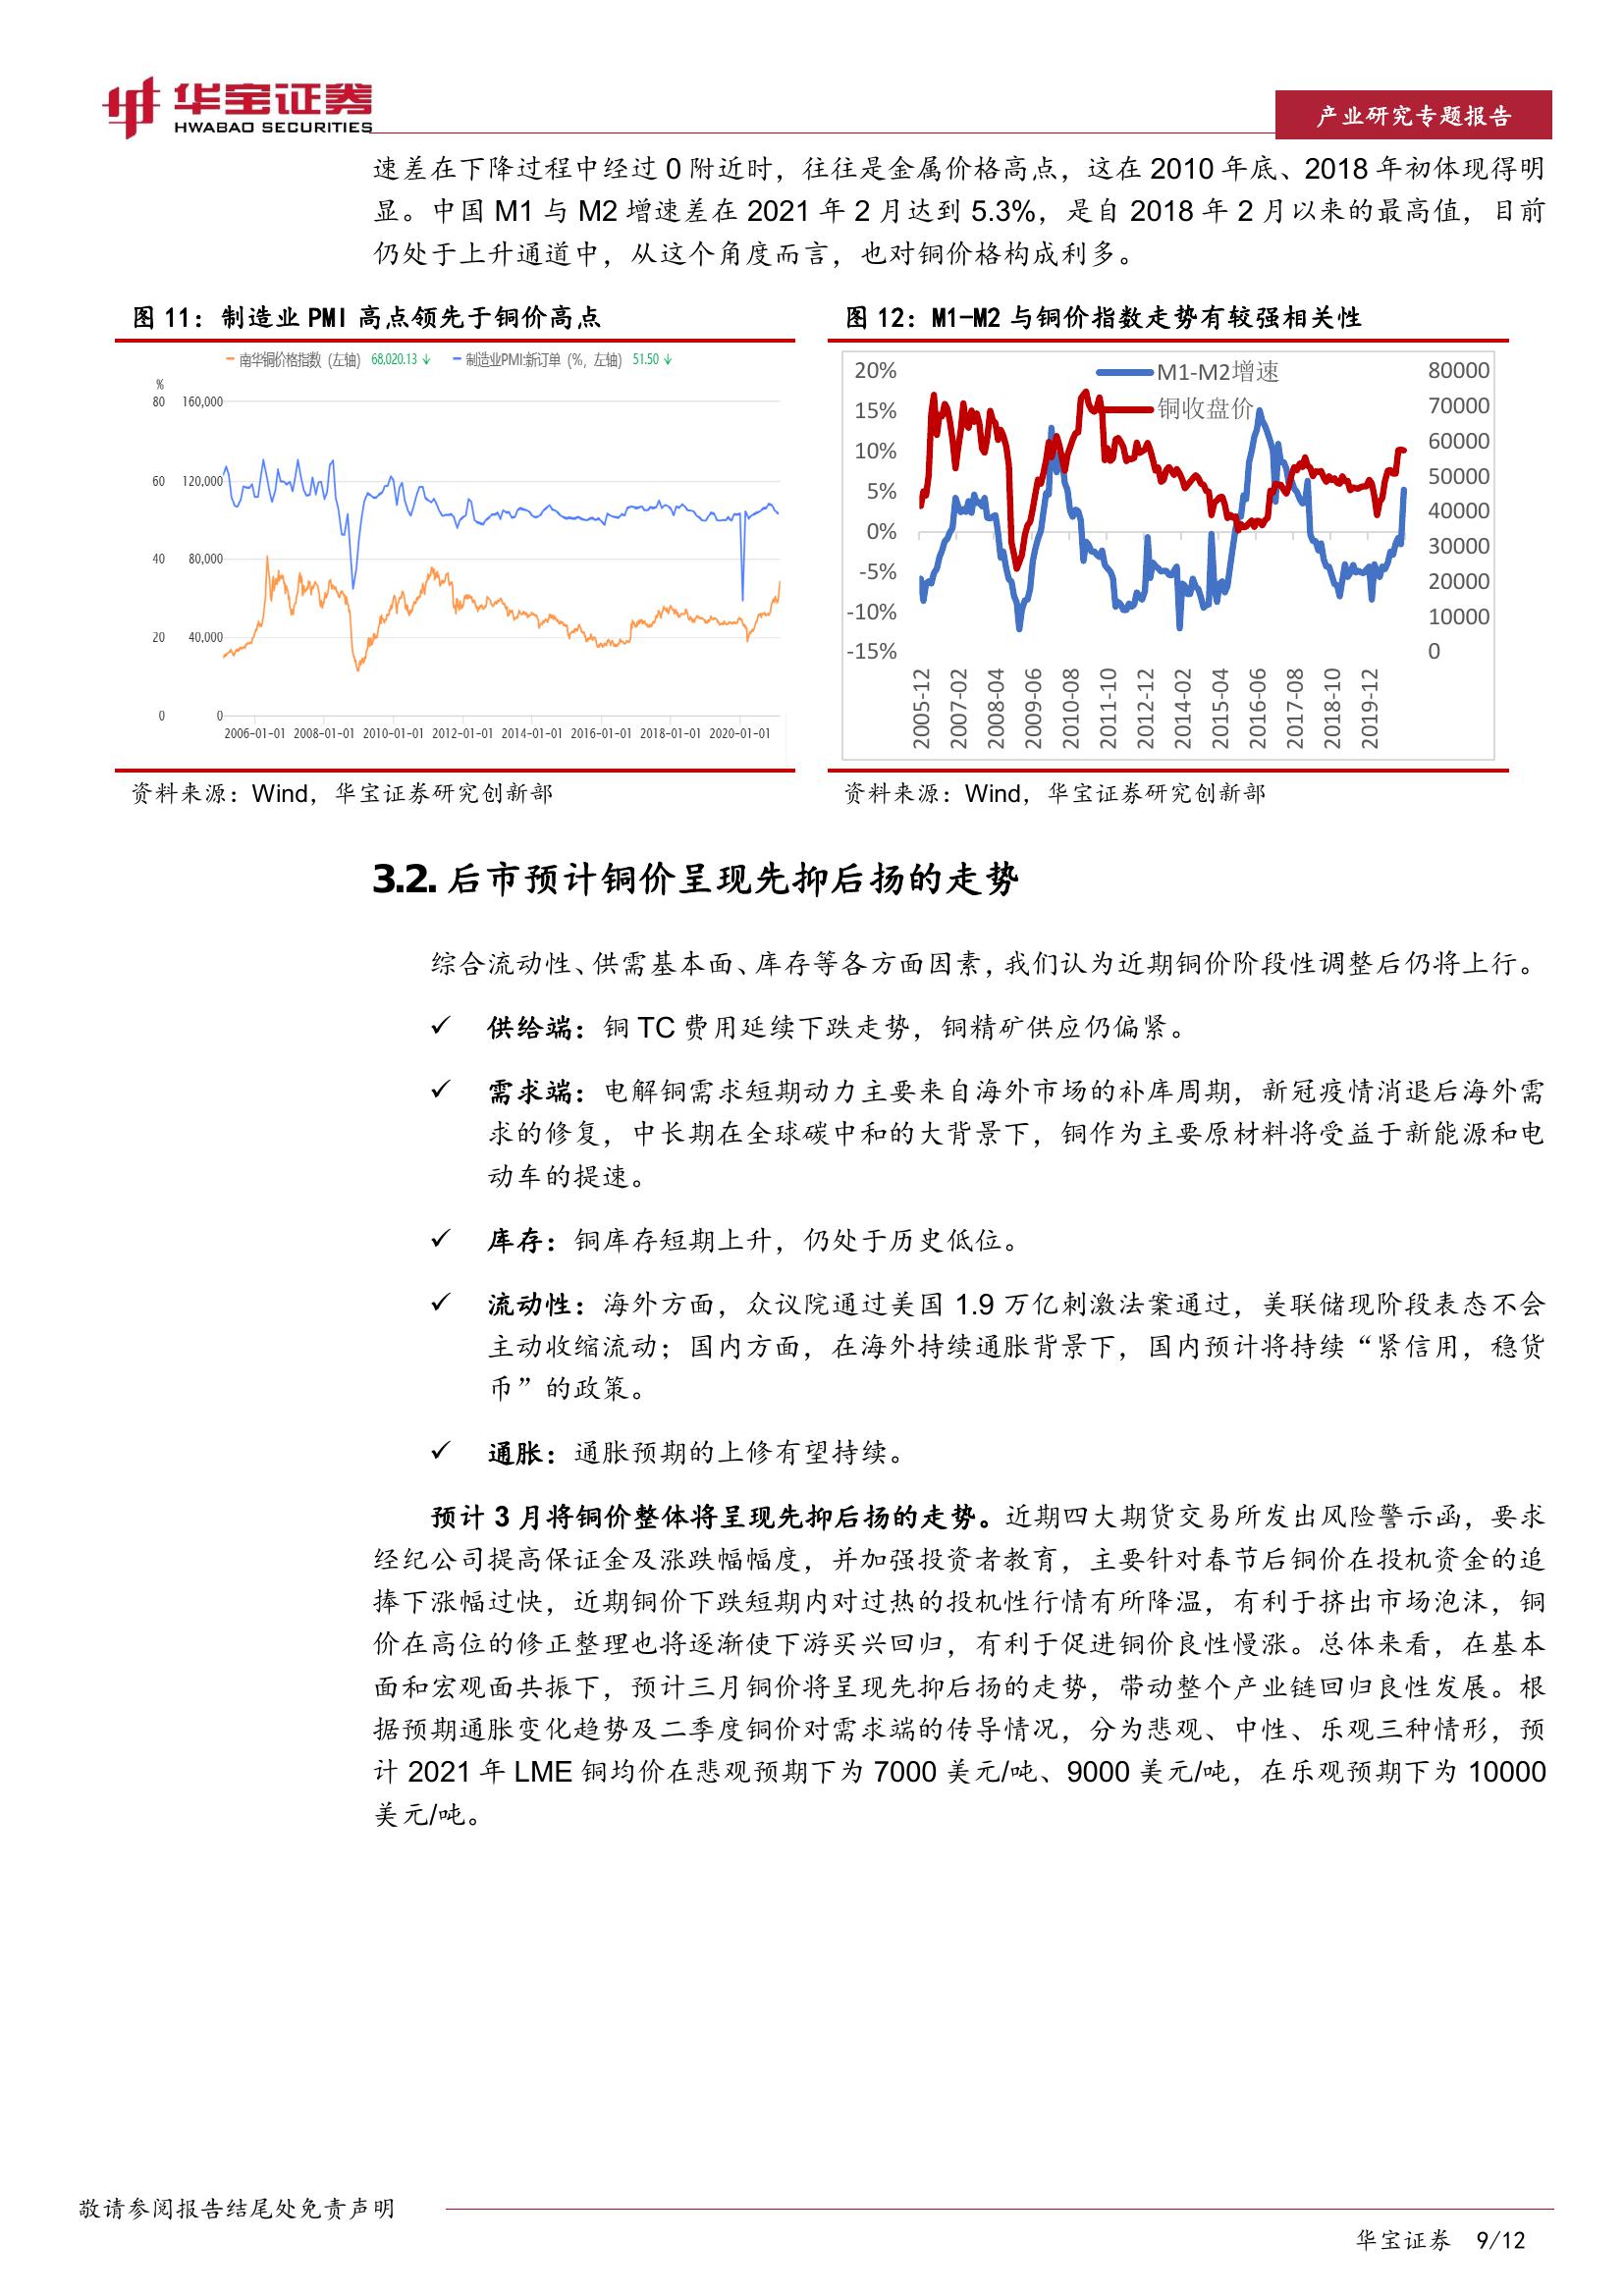 华宝证券
HWABAO SECURITIES
产业研究专题报告
速差在下降过程中经过 0 附近时，往往是金属价格高点，这在 2010 年底、2018 年初体现得明
显。中国 M1 与 M2 增速差在 2021 年 2 月达到 5.3%，是自 2018 年 2 月以来的最高值，目前
仍处于上升通道中，从这个角度而言，也对铜价格构成利多。
图 11：制造业 PMI 高点领先于铜价高点
南华铜价格指数（左轴） 68,020.13 ↓ 制造业PMI:新订单（%，左轴） 51.50 ↓
%
80 160,000
60 120,000
40 80,000
20 40,000
0 0
2006-01-01 2008-01-01 2010-01-01 2012-01-01 2014-01-01 2016-01-01 2018-01-01 2020-01-01
资料来源：Wind，华宝证券研究创新部
图 12：M1-M2 与铜价指数走势有较强相关性
M1-M2增速
铜收盘价
20% 80000
15% 70000
10% 60000
5% 50000
0% 40000
-5% 30000
-10% 20000
-15% 10000
0
2005-12 2007-02 2008-04 2009-06 2010-08 2011-10 2012-12 2014-02 2015-04 2016-06 2017-08 2018-10 2019-12
资料来源：Wind，华宝证券研究创新部
3.2. 后市预计铜价呈现先抑后扬的走势
综合流动性、供需基本面、库存等各方面因素，我们认为近期铜价阶段性调整后仍将上行。
✓ 供给端：铜 TC 费用延续下跌走势，铜精矿供应仍偏紧。
✓ 需求端：电解铜需求短期动力主要来自海外市场的补库周期，新冠疫情消退后海外需
求的修复，中长期在全球碳中和的大背景下，铜作为主要原材料将受益于新能源和电
动车的提速。
✓ 库存：铜库存短期上升，仍处于历史低位。
✓ 流动性：海外方面，众议院通过美国 1.9 万亿刺激法案通过，美联储现阶段表态不会
主动收缩流动；国内方面，在海外持续通胀背景下，国内预计将持续“紧信用，稳货
币”的政策。
✓ 通胀：通胀预期的上修有望持续。
预计 3 月将铜价整体将呈现先抑后扬的走势。近期四大期货交易所发出风险警示函，要求
经纪公司提高保证金及涨跌幅幅度，并加强投资者教育，主要针对春节后铜价在投机资金的追
捧下涨幅过快，近期铜价下跌短期内对过热的投机性行情有所降温，有利于挤出市场泡沫，铜
价在高位的修正整理也将逐渐使下游买兴回归，有利于促进铜价良性慢涨。总体来看，在基本
面和宏观面共振下，预计三月铜价将呈现先抑后扬的走势，带动整个产业链回归良性发展。根
据预期通胀变化趋势及二季度铜价对需求端的传导情况，分为悲观、中性、乐观三种情形，预
计 2021 年 LME 铜均价在悲观预期下为 7000 美元/吨、9000 美元/吨，在乐观预期下为 10000
美元/吨。
敬请参阅报告结尾处免责声明
华宝证券 9/12